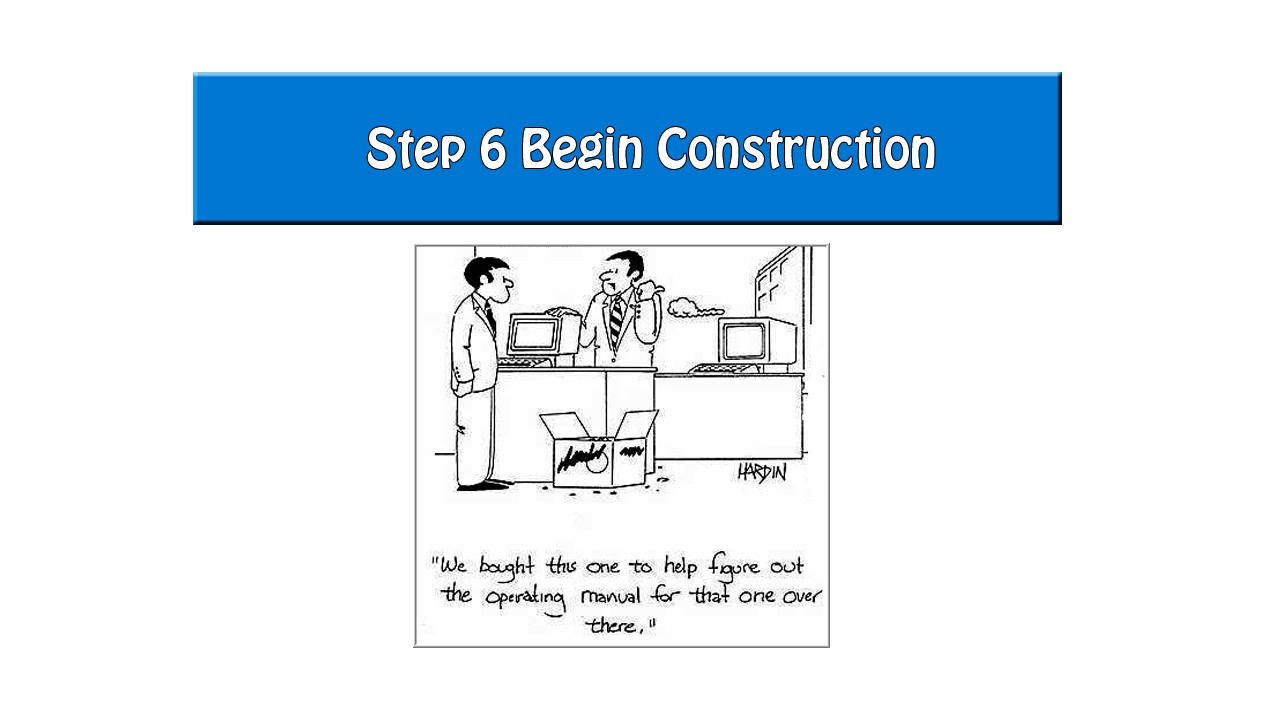 Step 6 Begin Construction
HARDIN
"We bought this one to help figure out
the operating manual for that one over
there."